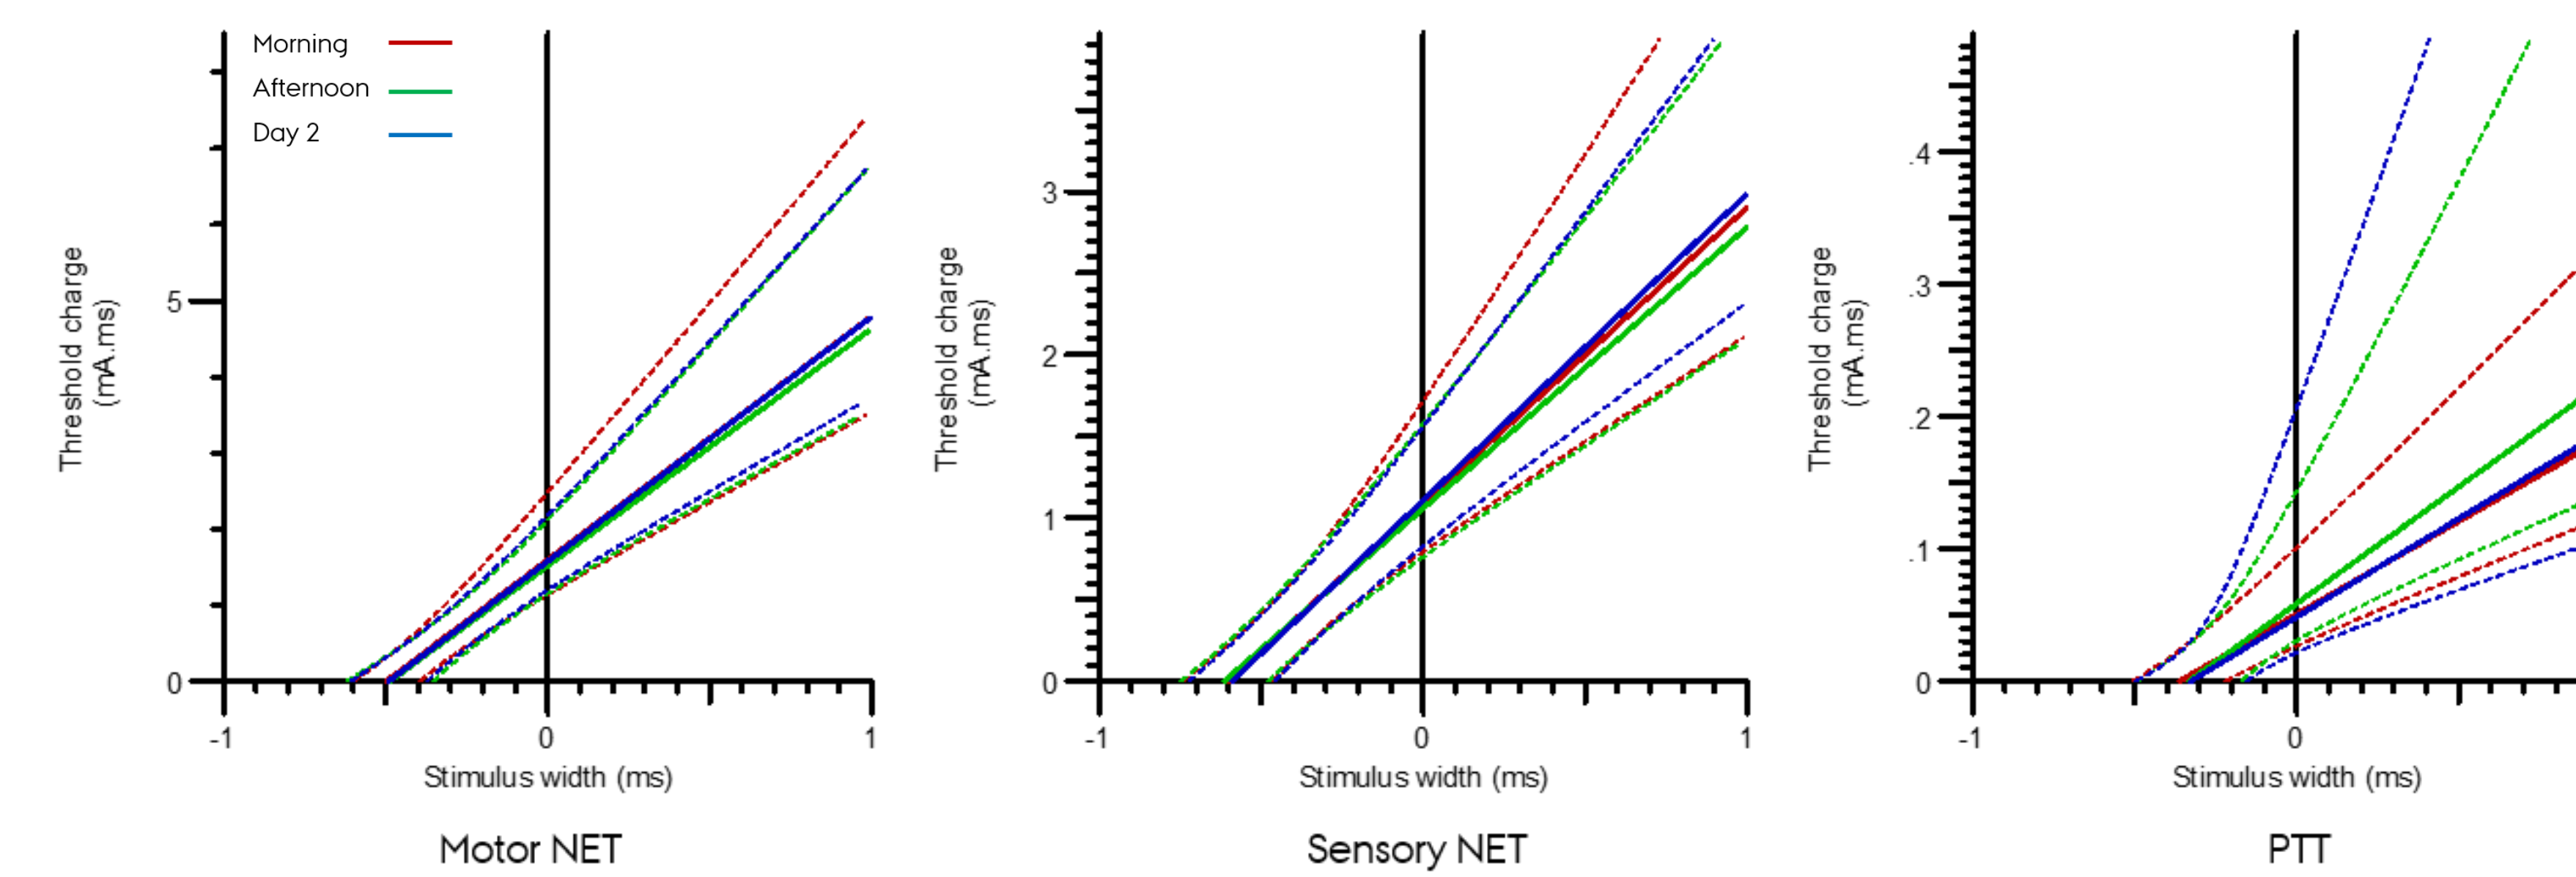 Morning
Afternoon
Day 2
Threshold charge
(mA.ms)
5
0
-1
0
1
Stimulus width (ms)
Motor NET
Threshold charge
(mA.ms)
3
2
1
0
-1
0
1
Stimulus width (ms)
Sensory NET
Threshold charge
(mA.ms)
.4
.3
.2
.1
0
-1
0
Stimulus width (ms)
PTT